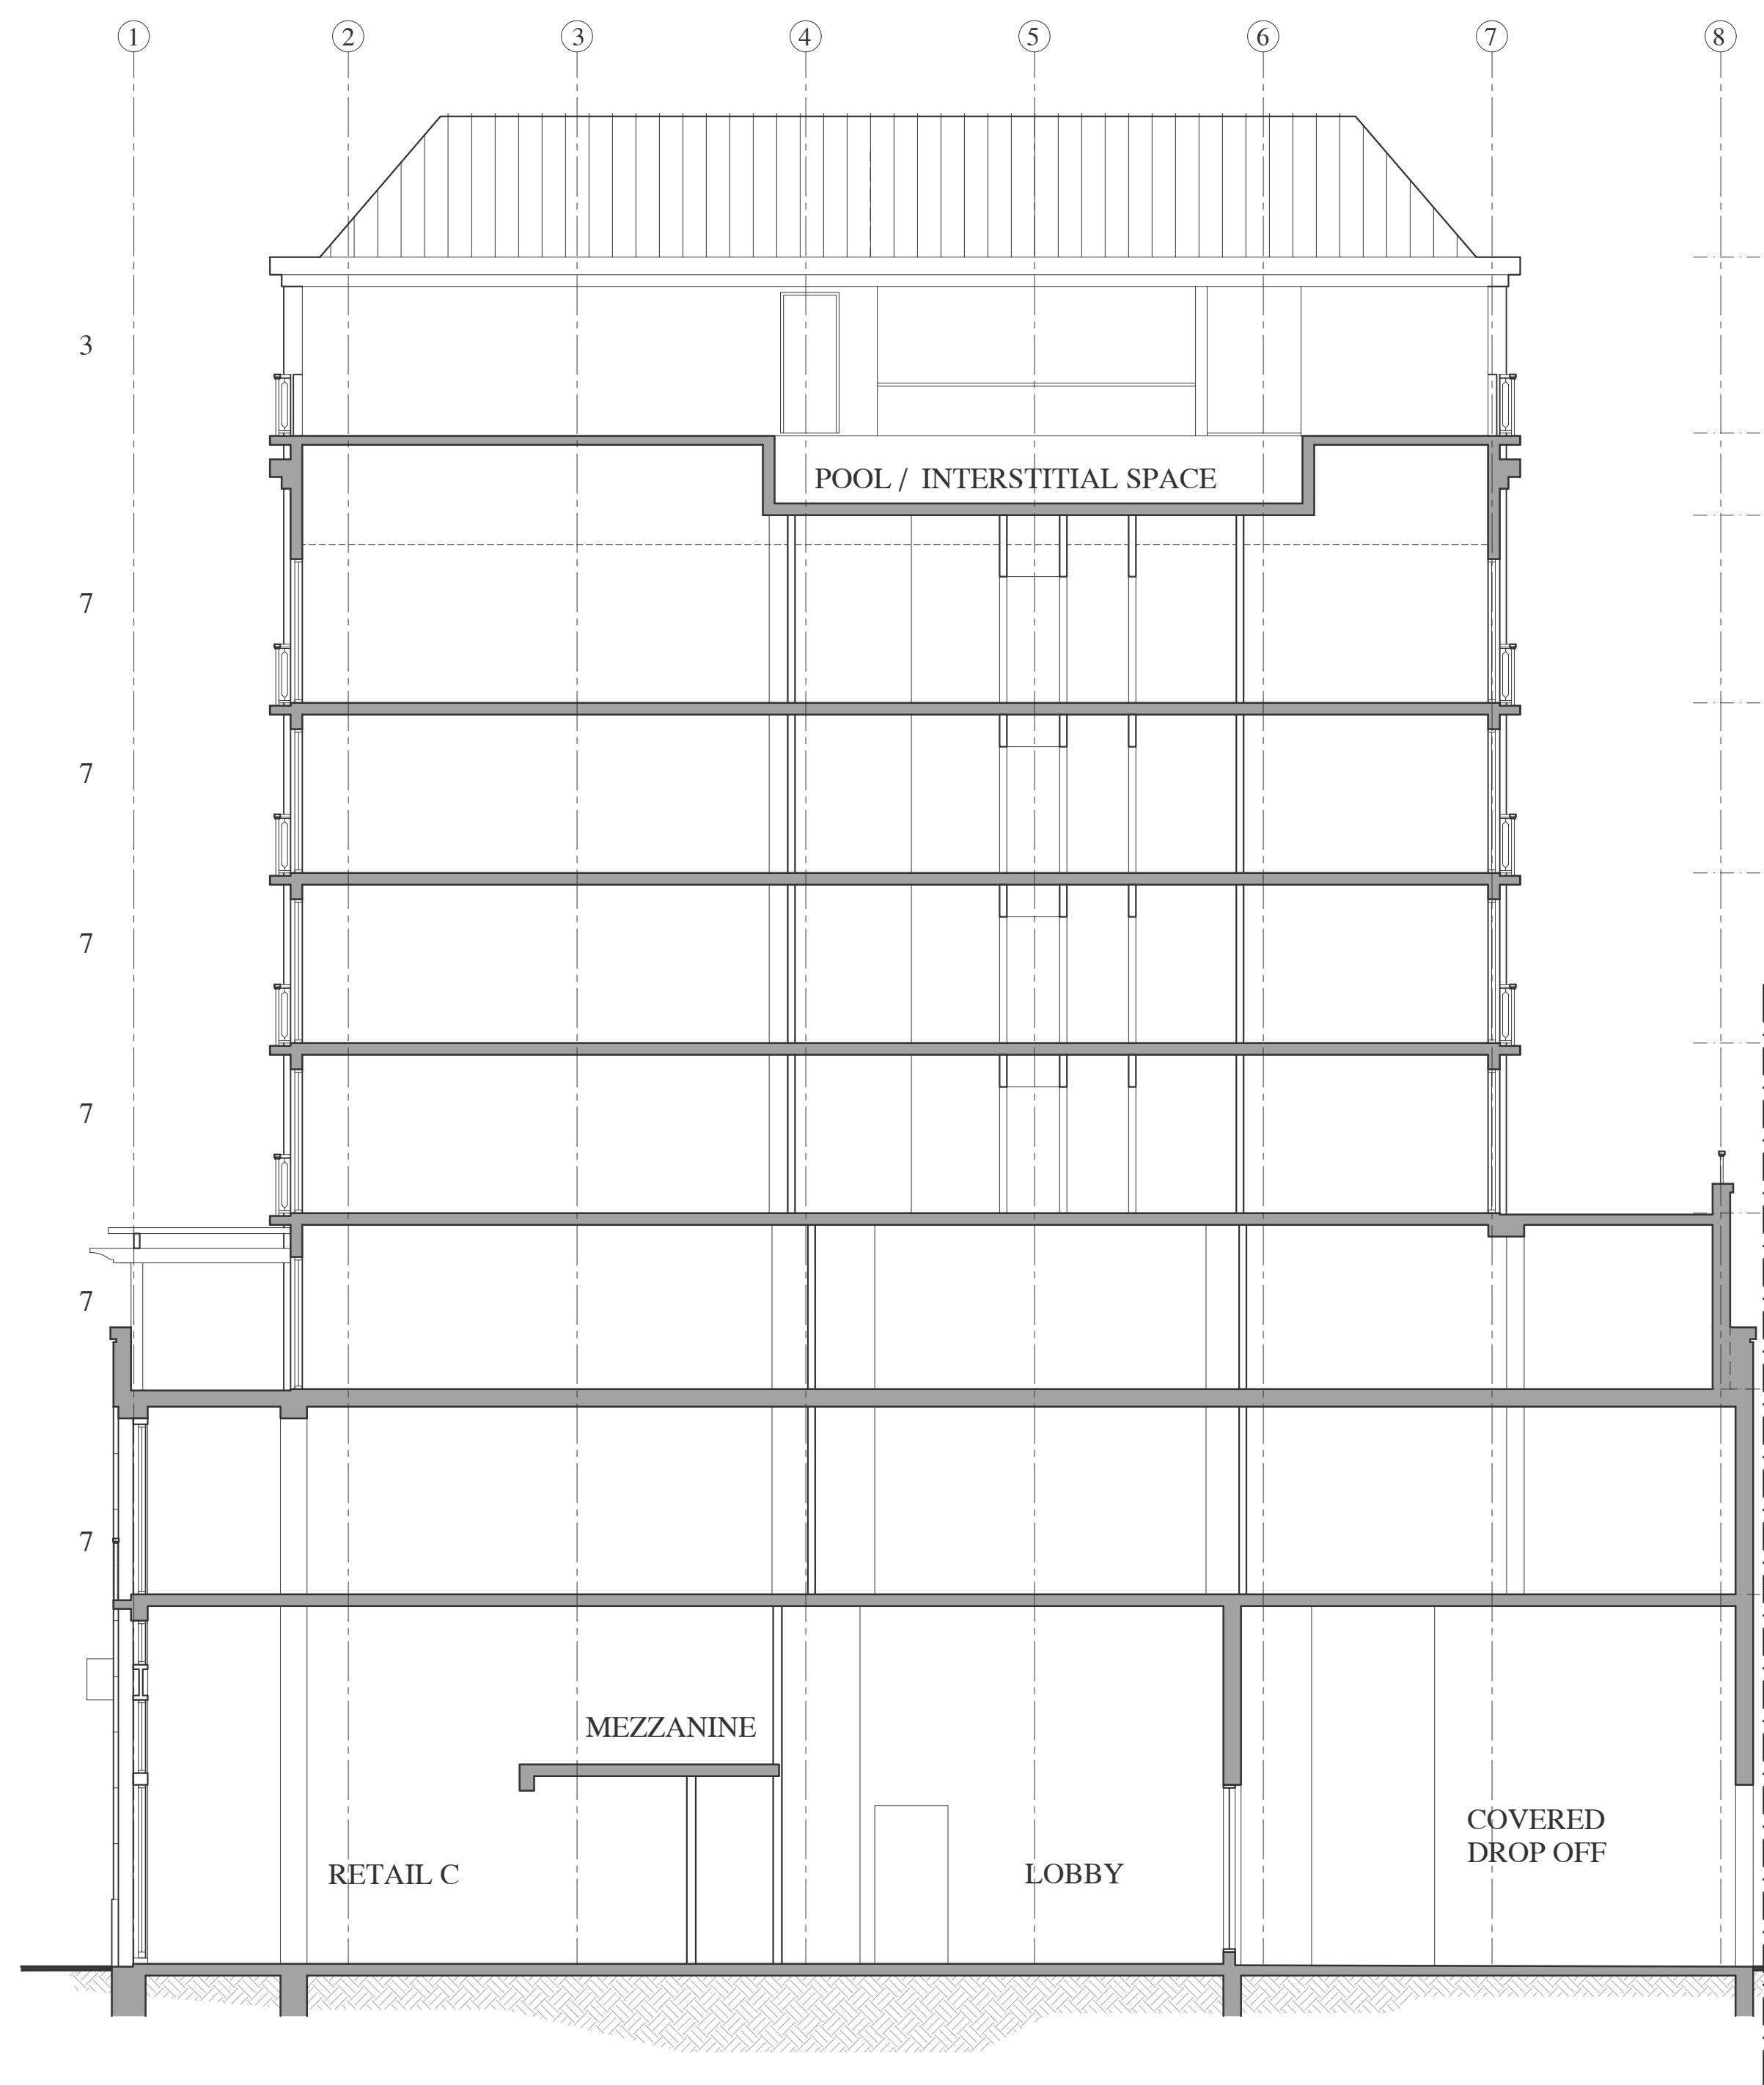 1 2 3 4 5 6 7 8
3
POOL / INTERSTITIAL SPACE
7
7
7
7
7
7
MEZZANINE
COVERED
DROP OFF
RETAIL C
LOBBY